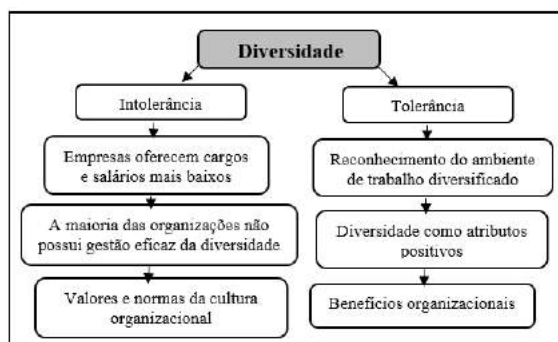 Diversidade
Intolerância
Tolerância
Empresas oferecem cargos
e salários mais baixos
Reconhecimento do ambiente
de trabalho diversificado
A maioria das organizações não
possui gestão eficaz da diversidade
Diversidade como atributos
positivos
Valores e normas da cultura
organizacional
Benefícios organizacionais